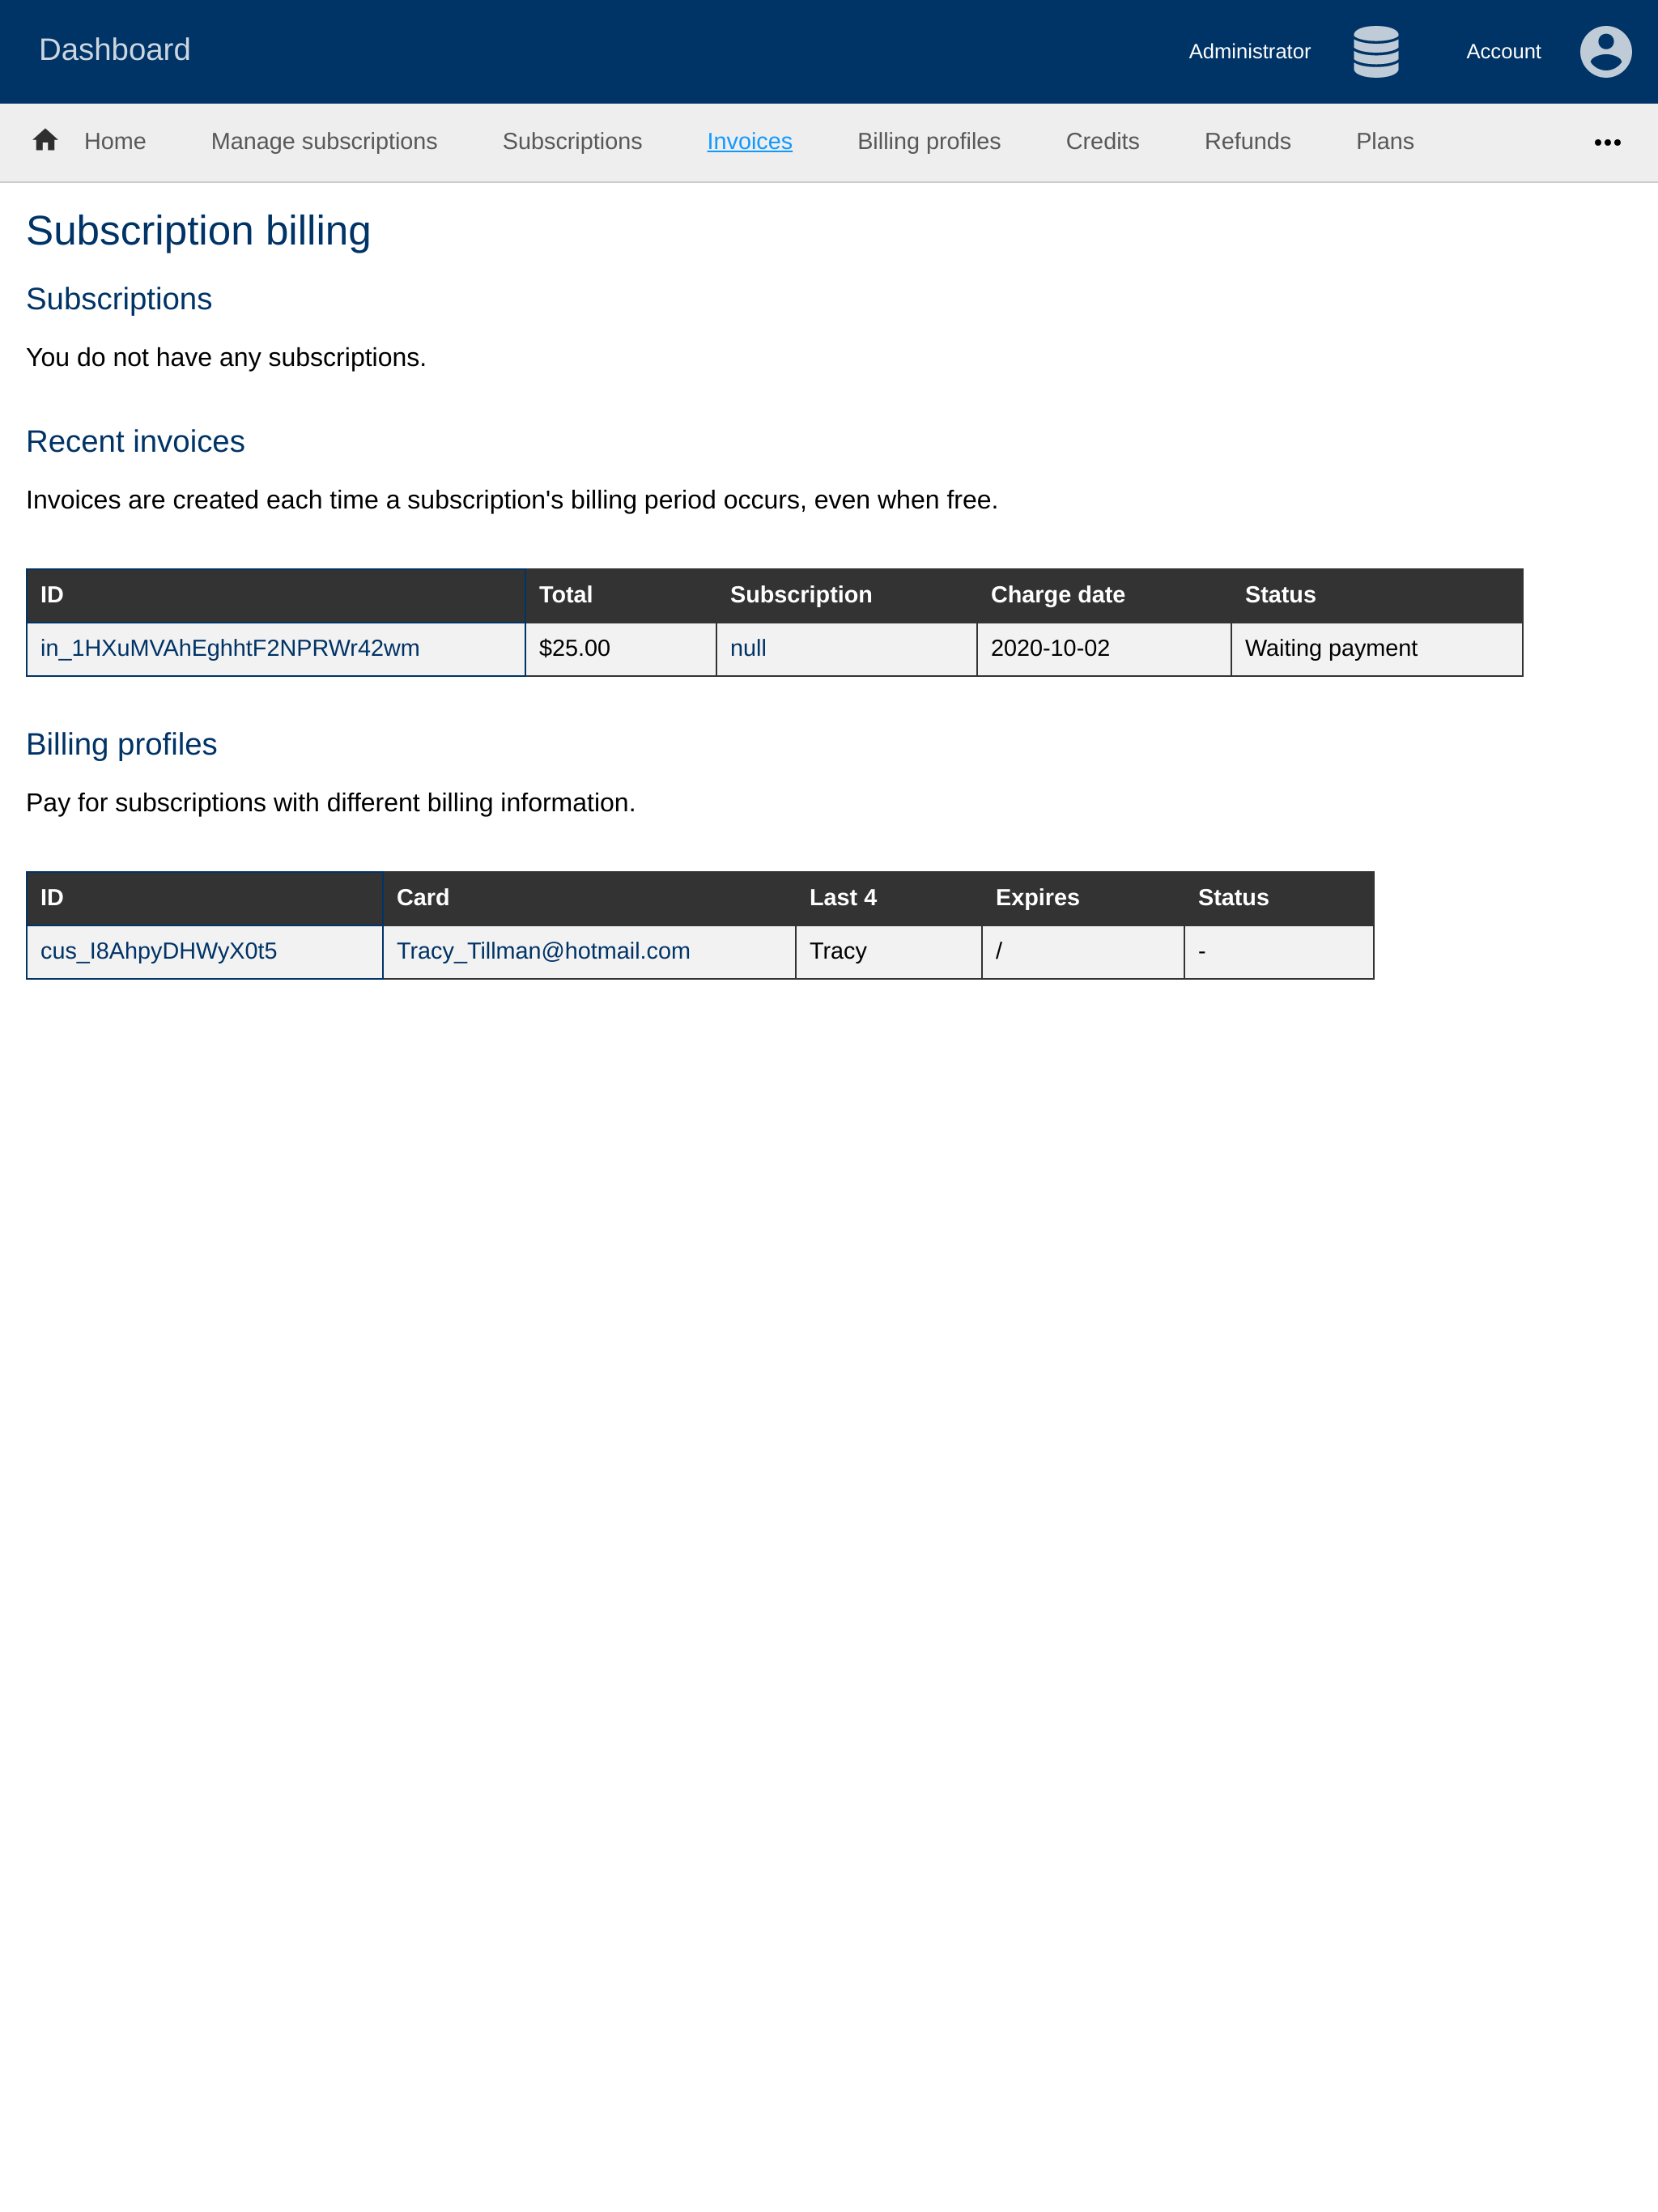 Dashboard Administrator Account
Home Manage subscriptions Subscriptions Invoices Billing profiles Credits Refunds Plans
Subscription billing
Subscriptions
You do not have any subscriptions.
Recent invoices
Invoices are created each time a subscription's billing period occurs, even when free.
ID Total Subscription Charge date Status
in_1HXuMVAhEghhtF2NPRWr42wm $25.00 null 2020-10-02 Waiting payment
Billing profiles
Pay for subscriptions with different billing information.
ID Card Last 4 Expires Status
cus_I8AhpyDHWyX0t5 Tracy_Tillman@hotmail.com Tracy / -